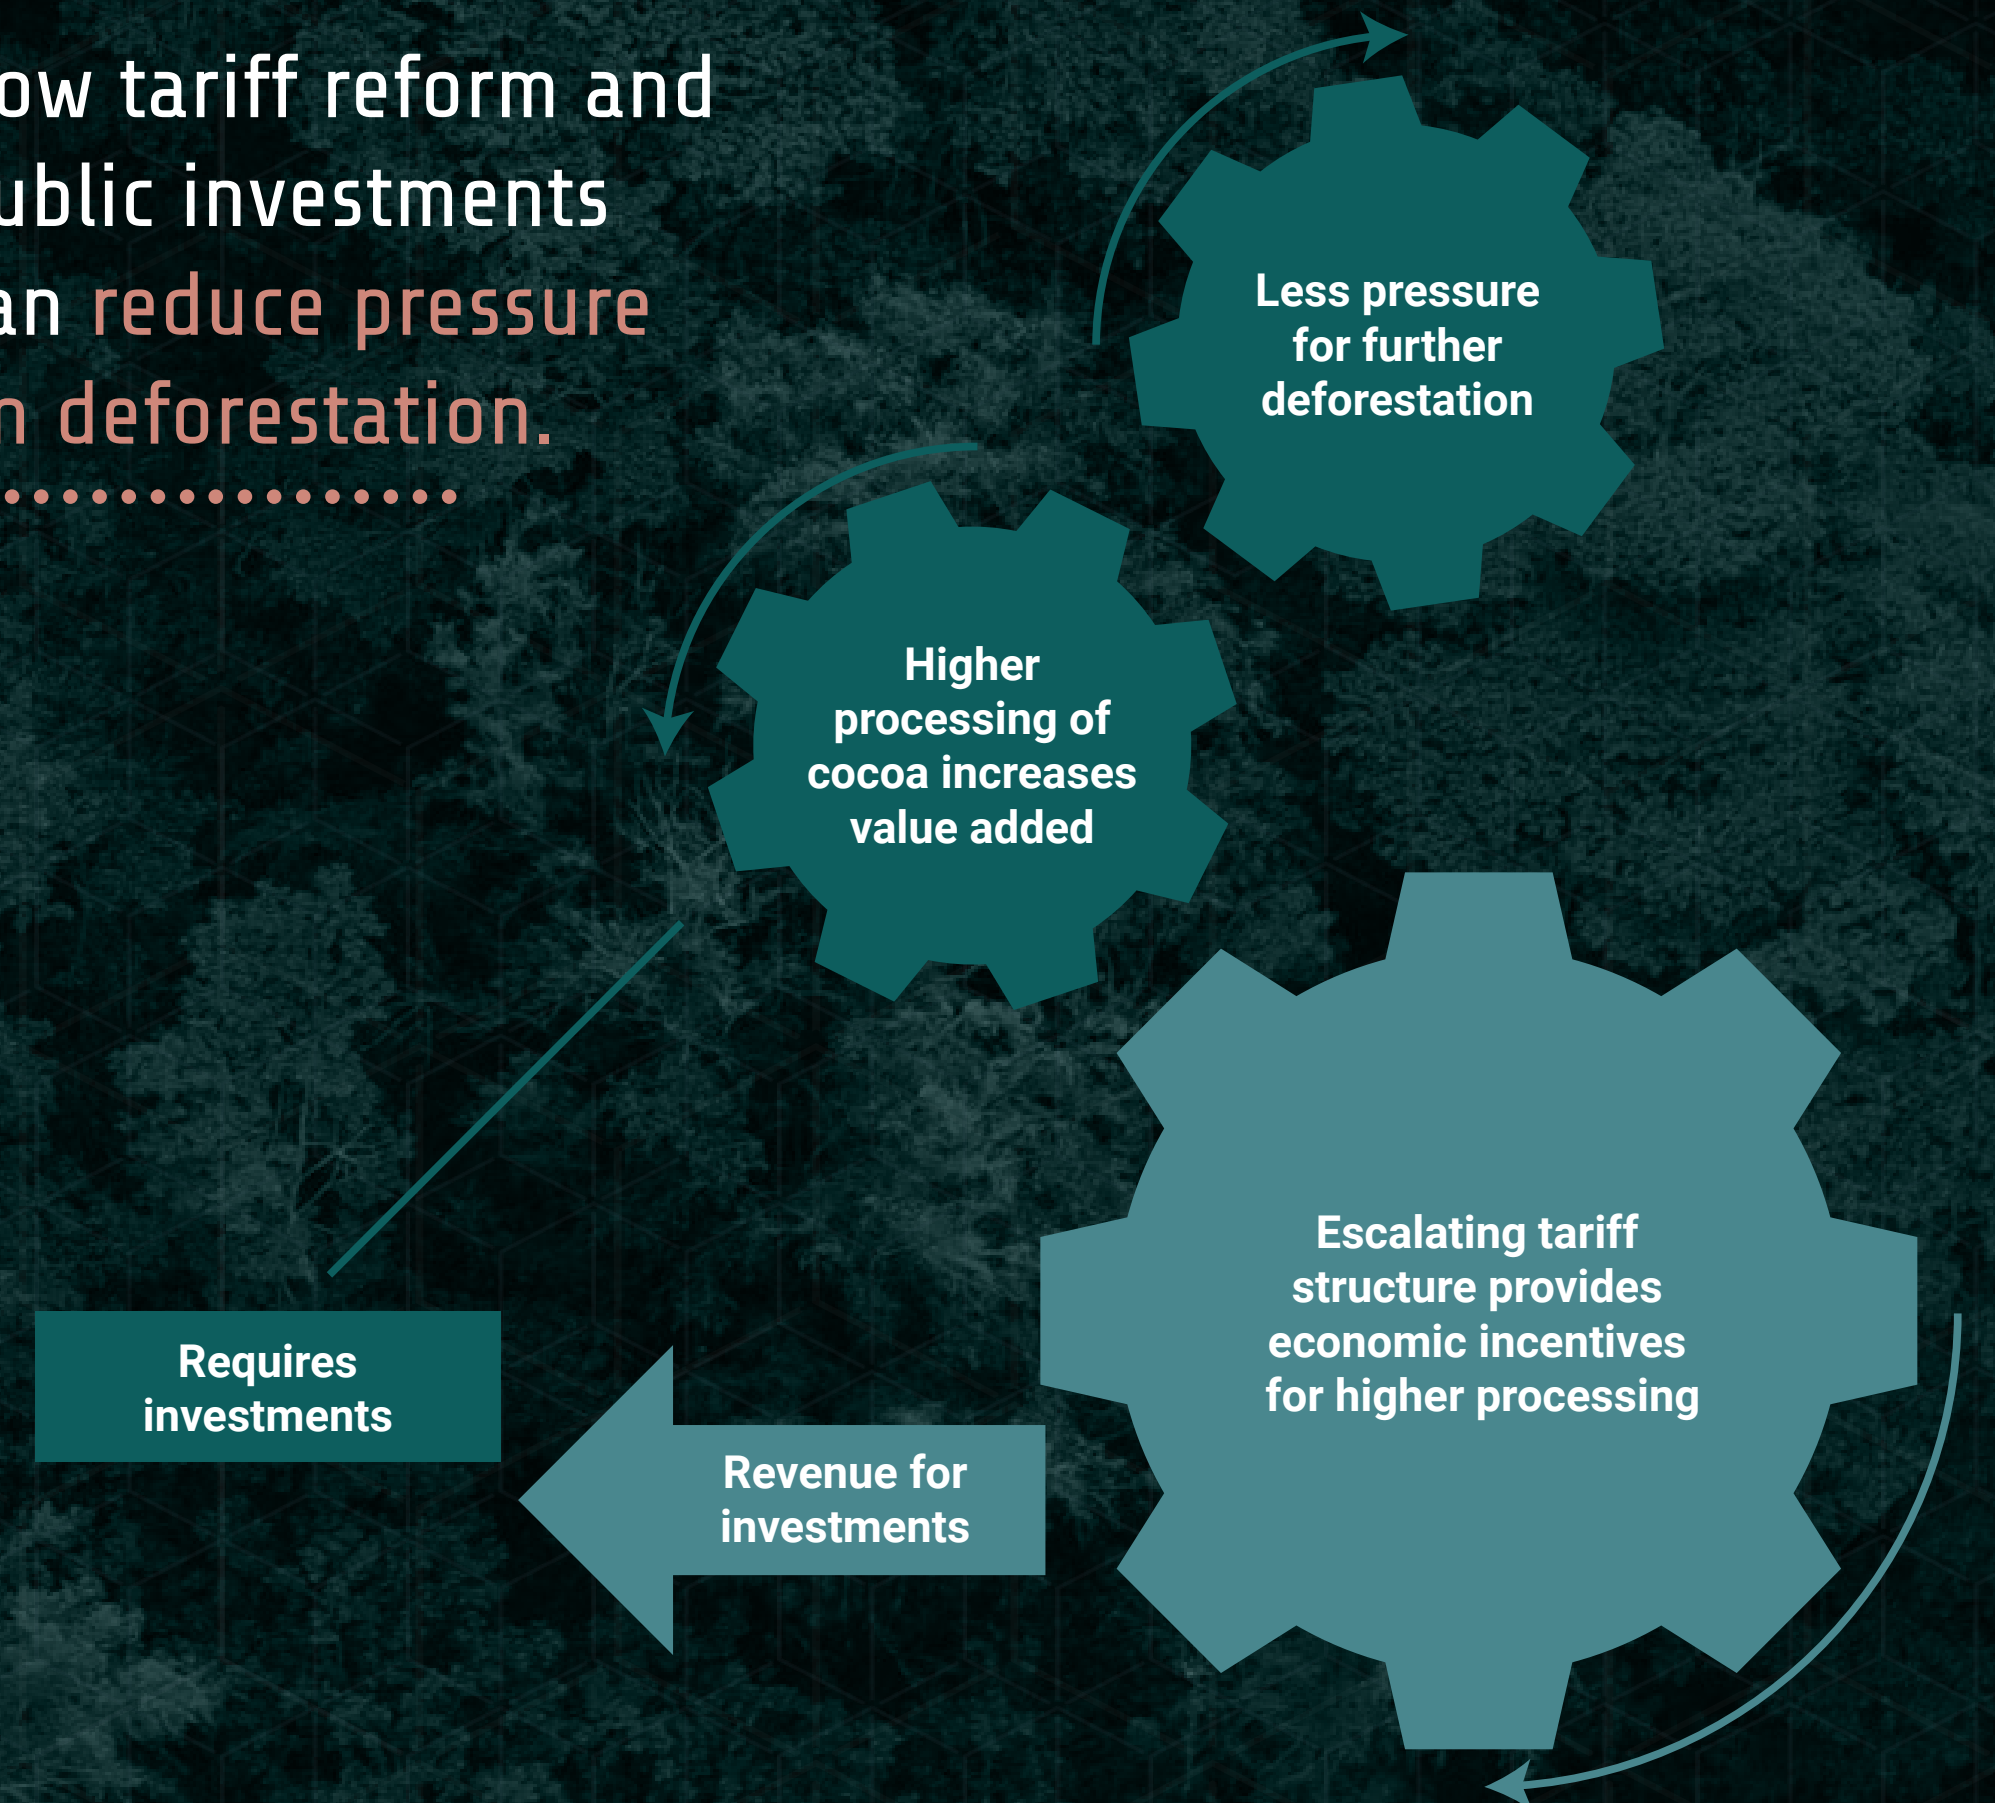 ow tariff reform and
ublic investments
an reduce pressure
n deforestation.
Less pressure
for further
deforestation
Higher
processing of
cocoa increases
value added
Escalating tariff
structure provides
economic incentives
for higher processing
Requires
investments
Revenue for
investments